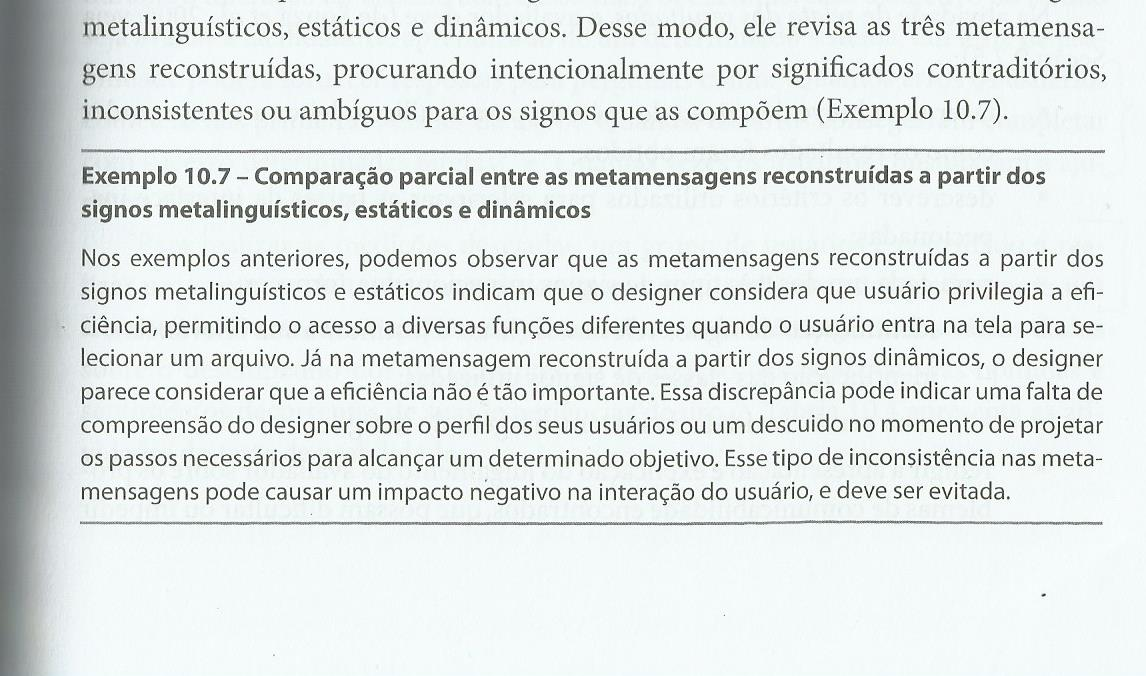 metalinguísticos, estáticos e dinâmicos. Desse modo, ele revisa as três metamensa-
gens reconstruídas, procurando intencionalmente por significados contraditórios,
inconsistentes ou ambíguos para os signos que as compõem (Exemplo 10.7).
Exemplo 10.7 – Comparação parcial entre as metamensagens reconstruídas a partir dos
signos metalinguísticos, estáticos e dinâmicos
Nos exemplos anteriores, podemos observar que as metamensagens reconstruídas a partir dos
signos metalinguísticos e estáticos indicam que o designer considera que usuário privilegia a efi-
ciência, permitindo o acesso a diversas funções diferentes quando o usuário entra na tela para se-
lecionar um arquivo. Já na metamensagem reconstruída a partir dos signos dinâmicos, o designer
parece considerar que a eficiência não é tão importante. Essa discrepância pode indicar uma falta de
compreensão do designer sobre o perfil dos seus usuários ou um descuido no momento de projetar
os passos necessários para alcançar um determinado objetivo. Esse tipo de inconsistência nas meta-
mensagens pode causar um impacto negativo na interação do usuário, e deve ser evitada.